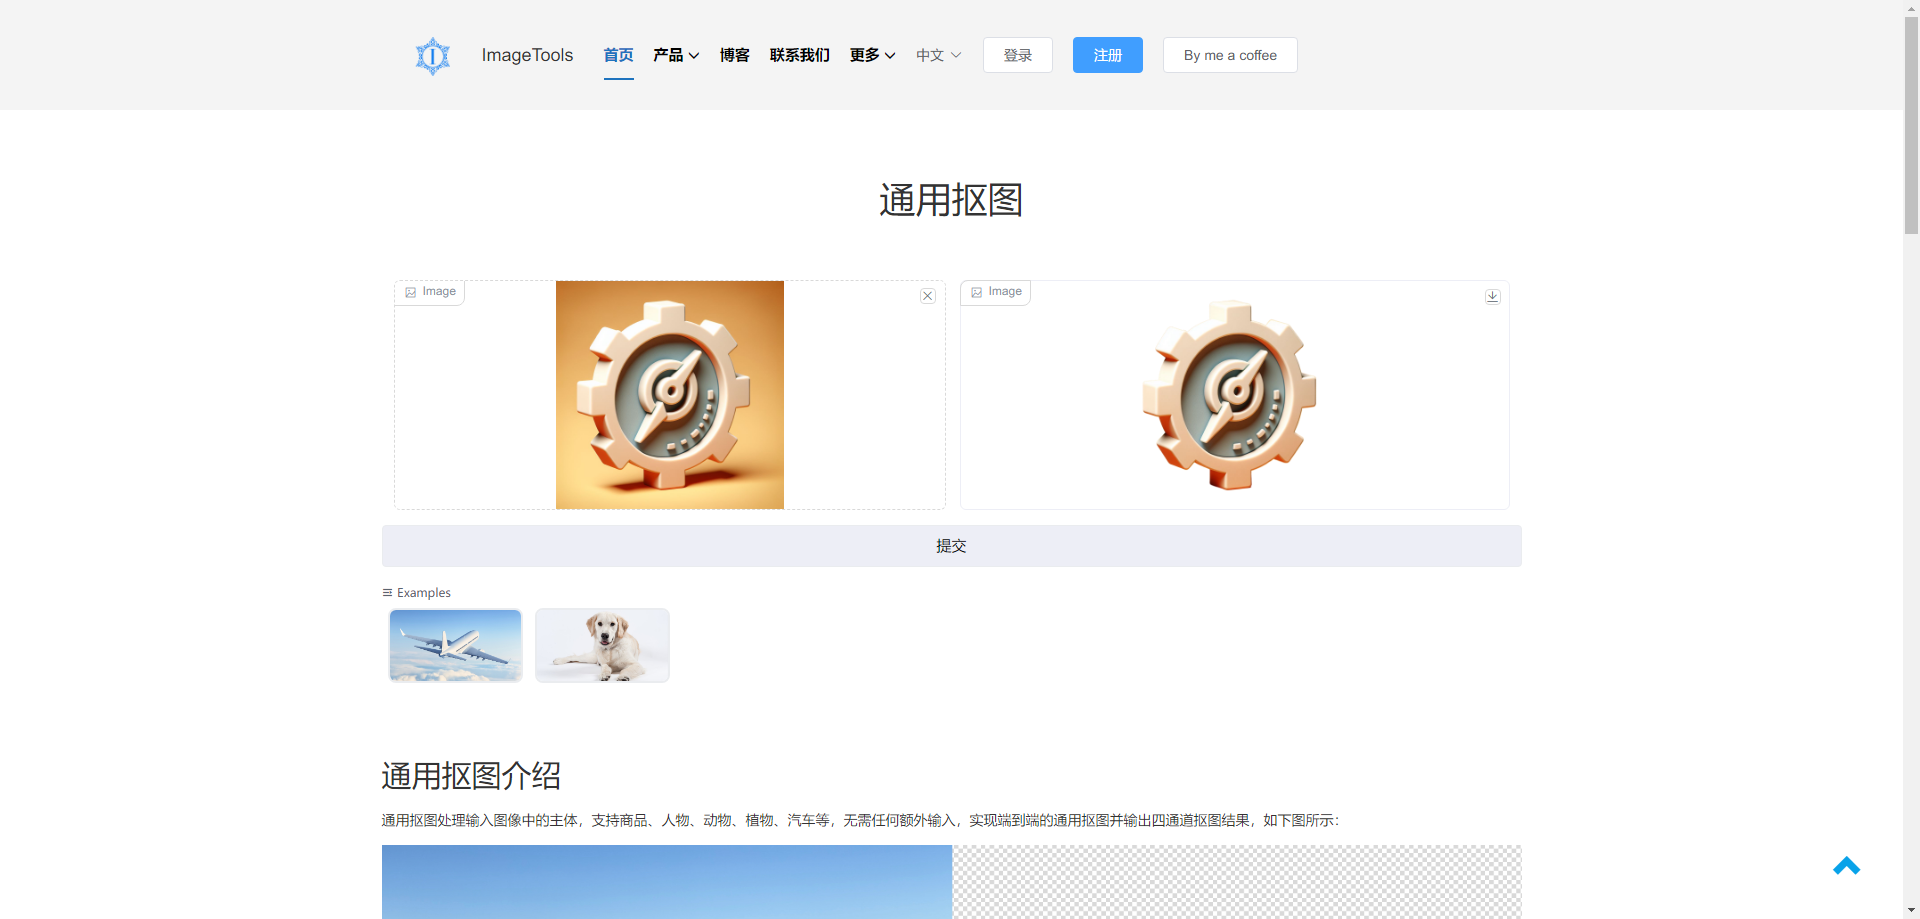 ImageTools 首页 产品 博客 联系我们 更多 中文 登录 注册 By me a coffee
通用抠图
Image
Image
提交
Examples
通用抠图介绍
通用抠图处理输入图像中的主体，支持商品、人物、动物、植物、汽车等，无需任何额外输入，实现端到端的通用抠图并输出四通道抠图结果，如下图所示：